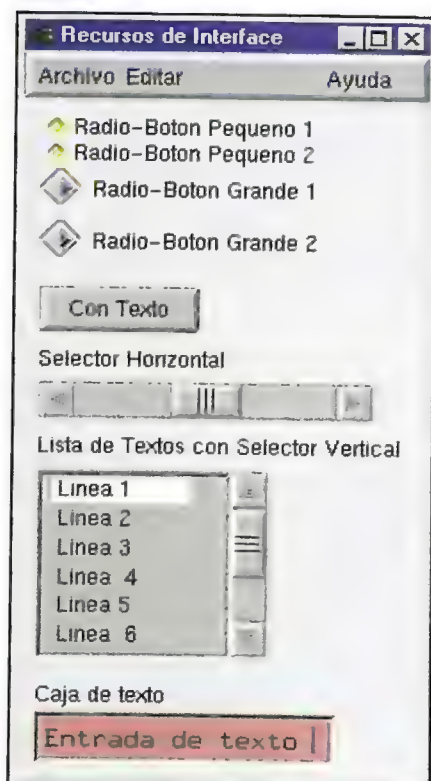 Recursos de Interface
Archivo Editar Ayuda
Radio-Boton Pequeno 1
Radio-Boton Pequeno 2
Radio-Boton Grande 1
Radio-Boton Grande 2
Con Texto
Selector Horizontal
Lista de Textos con Selector Vertical
Linea 1
Linea 2
Linea 3
Linea 4
Linea 5
Linea 6
Caja de texto
Entrada de texto